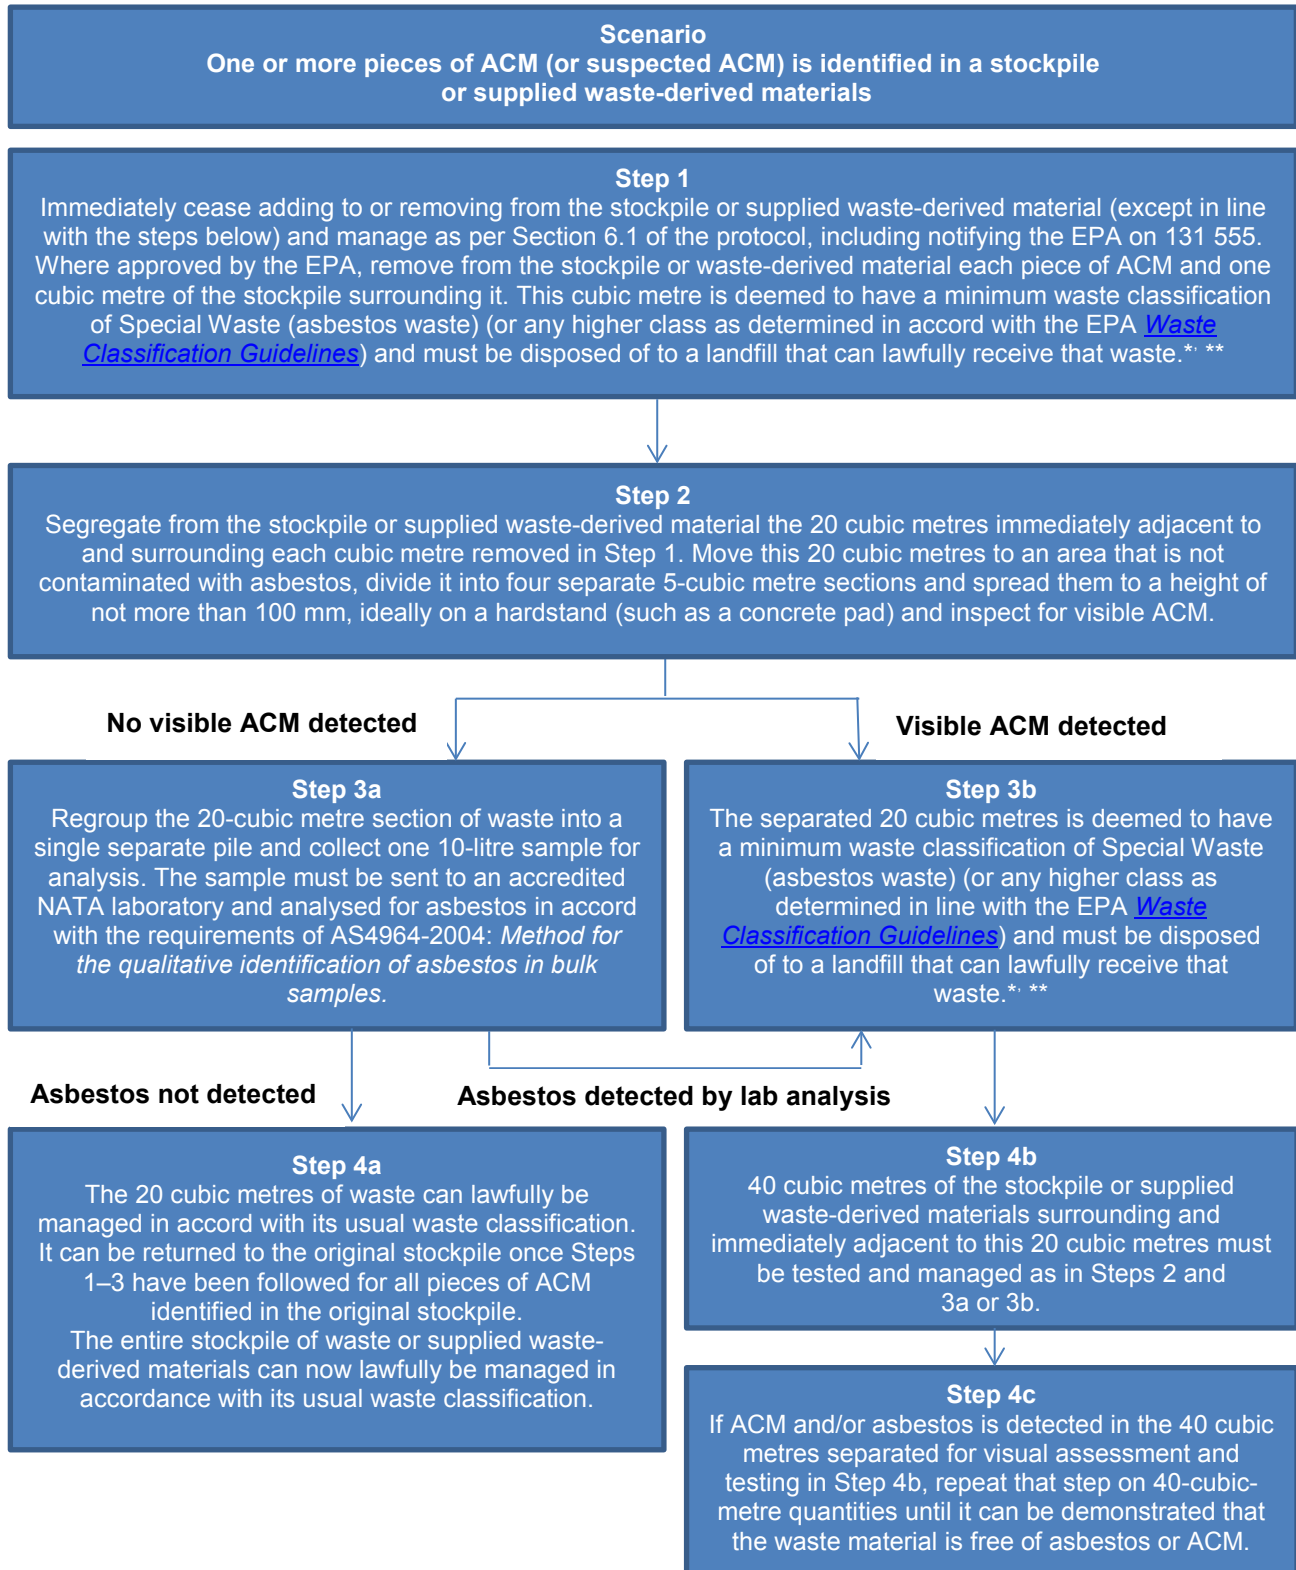 Scenario
One or more pieces of ACM (or suspected ACM) is identified in a stockpile
or supplied waste-derived materials
Step 1
Immediately cease adding to or removing from the stockpile or supplied waste-derived material (except in line
with the steps below) and manage as per Section 6.1 of the protocol, including notifying the EPA on 131 555.
Where approved by the EPA, remove from the stockpile or waste-derived material each piece of ACM and one
cubic metre of the stockpile surrounding it. This cubic metre is deemed to have a minimum waste classification
of Special Waste (asbestos waste) (or any higher class as determined in accord with the EPA Waste
Classification Guidelines) and must be disposed of to a landfill that can lawfully receive that waste.*, **
Step 2
Segregate from the stockpile or supplied waste-derived material the 20 cubic metres immediately adjacent to
and surrounding each cubic metre removed in Step 1. Move this 20 cubic metres to an area that is not
contaminated with asbestos, divide it into four separate 5-cubic metre sections and spread them to a height of
not more than 100 mm, ideally on a hardstand (such as a concrete pad) and inspect for visible ACM.
No visible ACM detected
Visible ACM detected
Step 3a
Regroup the 20-cubic metre section of waste into a
single separate pile and collect one 10-litre sample for
analysis. The sample must be sent to an accredited
NATA laboratory and analysed for asbestos in accord
with the requirements of AS4964-2004: Method for
the qualitative identification of asbestos in bulk
samples.
Step 3b
The separated 20 cubic metres is deemed to have
a minimum waste classification of Special Waste
(asbestos waste) (or any higher class as
determined in line with the EPA Waste
Classification Guidelines) and must be disposed
of to a landfill that can lawfully receive that
waste.*, **
Asbestos not detected
Asbestos detected by lab analysis
Step 4a
The 20 cubic metres of waste can lawfully be
managed in accord with its usual waste classification.
It can be returned to the original stockpile once Steps
1–3 have been followed for all pieces of ACM
identified in the original stockpile.
The entire stockpile of waste or supplied waste-
derived materials can now lawfully be managed in
accordance with its usual waste classification.
Step 4b
40 cubic metres of the stockpile or supplied
waste-derived materials surrounding and
immediately adjacent to this 20 cubic metres must
be tested and managed as in Steps 2 and
3a or 3b.
Step 4c
If ACM and/or asbestos is detected in the 40 cubic
metres separated for visual assessment and
testing in Step 4b, repeat that step on 40-cubic-
metre quantities until it can be demonstrated that
the waste material is free of asbestos or ACM.